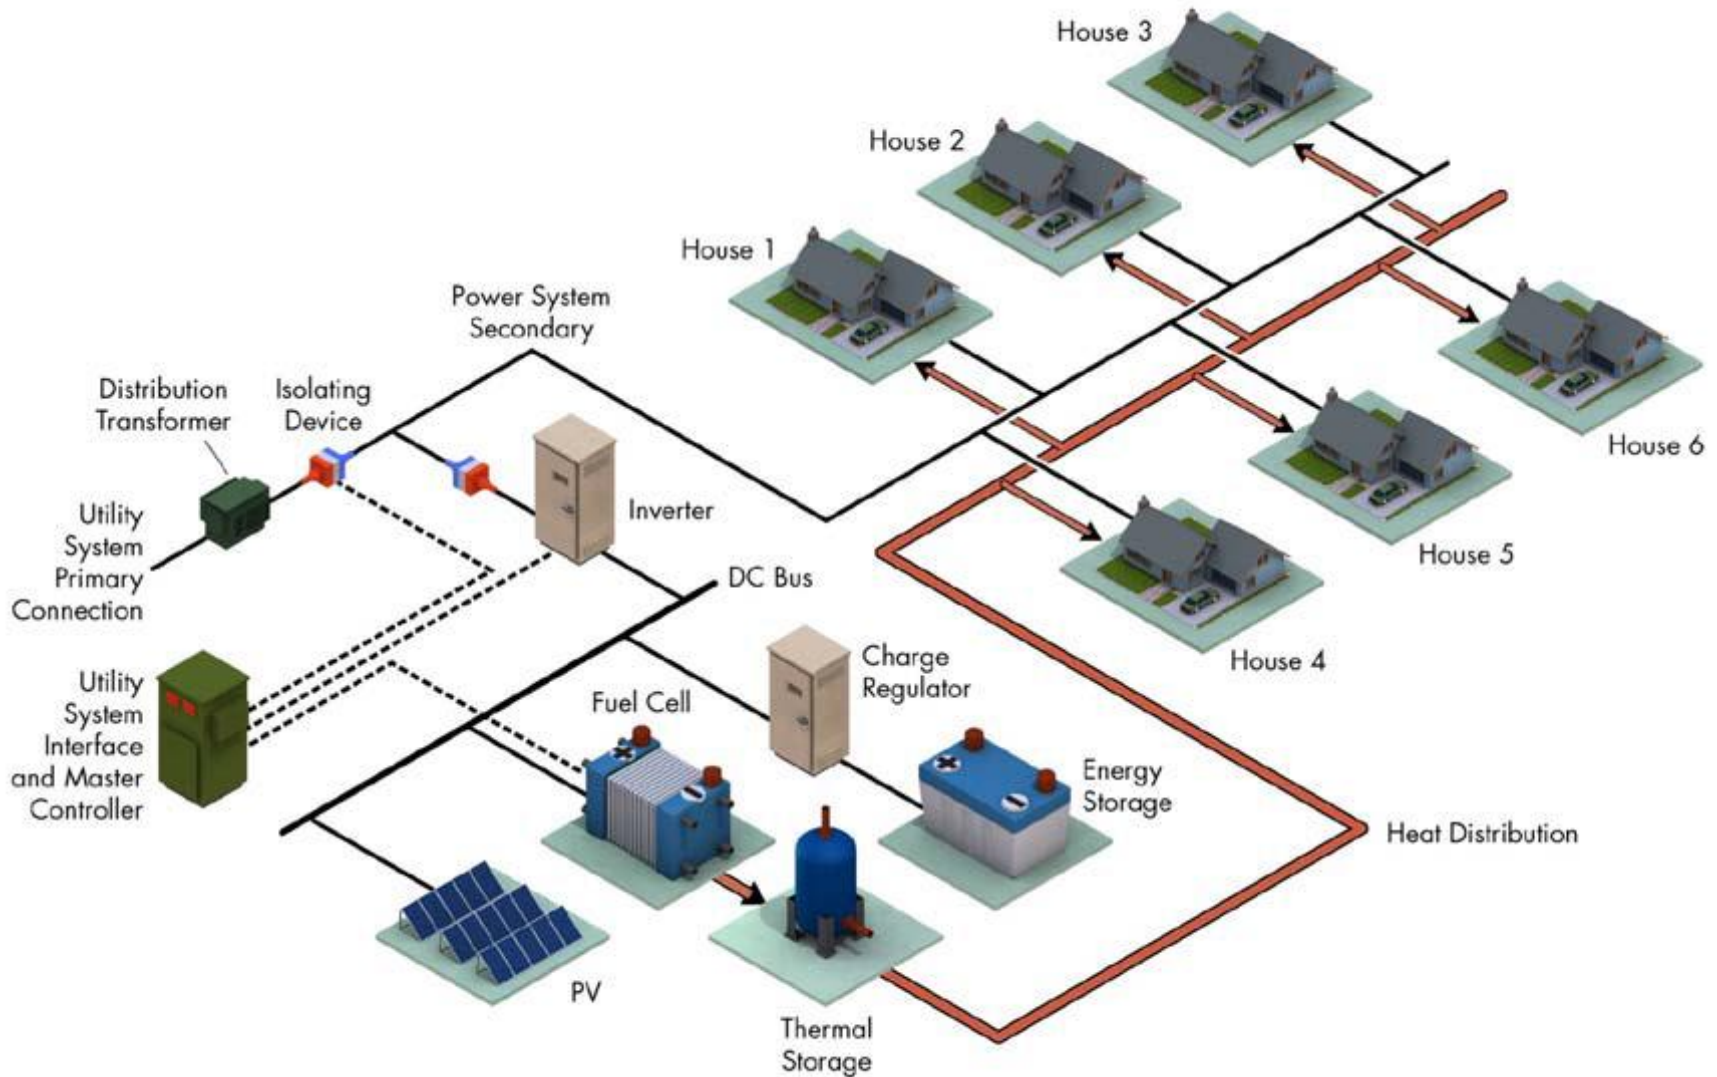 House 3
House 2
House 1
Power System
Secondary
Distribution
Transformer
Isolating
Device
Inverter
Utility
System
Primary
Connection
DC Bus
House 6
House 5
House 4
Utility
System
Interface
and Master
Controller
Fuel Cell
Charge
Regulator
Energy
Storage
Heat Distribution
PV
Thermal
Storage